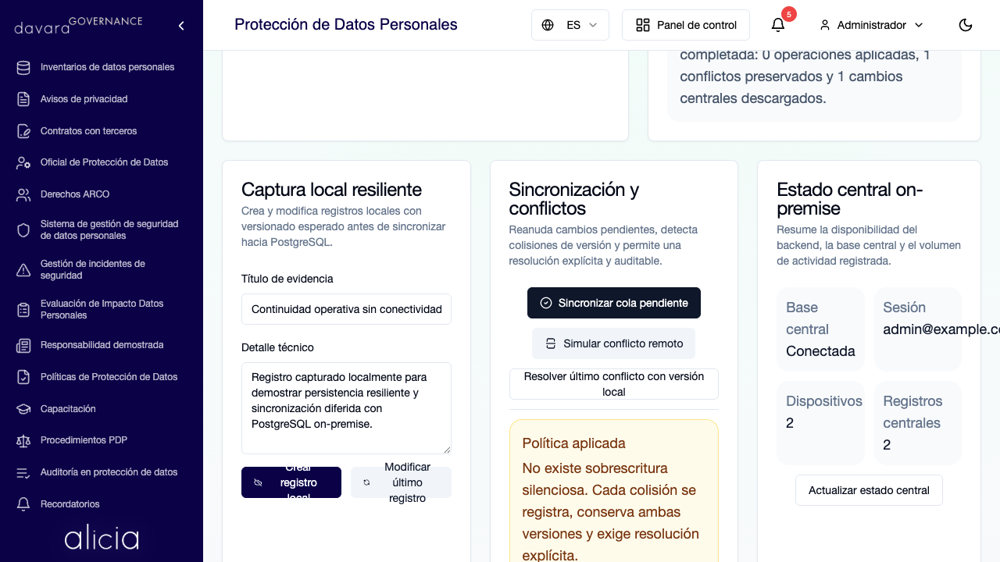 davara GOVERNANCE
Inventarios de datos personales
Avisos de privacidad
Contratos con terceros
Oficial de Protección de Datos
Derechos ARCO
Sistema de gestión de seguridad
de datos personales
Gestión de incidentes de
seguridad
Evaluación de Impacto Datos
Personales
Responsabilidad demostrada
Políticas de Protección de Datos
Capacitación
Procedimientos PDP
Auditoría en protección de datos
Recordatorios
alicia
Protección de Datos Personales
ES
Panel de control
5
Administrador
completada: 0 operaciones aplicadas, 1
conflictos preservados y 1 cambios
centrales descargados.
Captura local resiliente
Crea y modifica registros locales con
versionado esperado antes de sincronizar
hacia PostgreSQL.
Título de evidencia
Continuidad operativa sin conectividad
Detalle técnico
Registro capturado localmente para
demostrar persistencia resiliente y
sincronización diferida con
PostgreSQL on-premise.
Crear
registro
local
Modificar
último
registro
Sincronización y
conflictos
Reanuda cambios pendientes, detecta
colisiones de versión y permite una
resolución explícita y auditable.
Sincronizar cola pendiente
Simular conflicto remoto
Resolver último conflicto con versión
local
Política aplicada
No existe sobrescritura
silenciosa. Cada colisión se
registra, conserva ambas
versiones y exige resolución
explícita.
Estado central on-
premise
Resume la disponibilidad del
backend, la base central y el volumen
de actividad registrada.
Base
central
Conectada
Sesión
admin@example.c
Dispositivos
2
Registros
centrales
2
Actualizar estado central